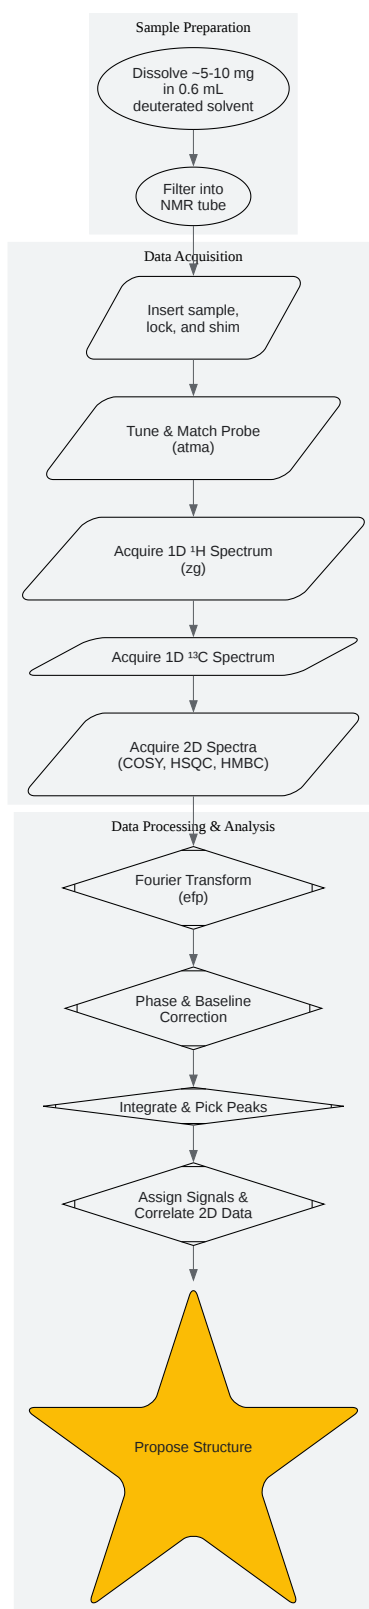 Sample Preparation
Dissolve ~5-10 mg
in 0.6 mL
deuterated solvent
Filter into
NMR tube
Data Acquisition
Insert sample,
lock, and shim
Tune & Match Probe
(atma)
Acquire 1D ¹H Spectrum
(zg)
Acquire 1D ¹³C Spectrum
Acquire 2D Spectra
(COSY, HSQC, HMBC)
Data Processing & Analysis
Fourier Transform
(efp)
Phase & Baseline
Correction
Integrate & Pick Peaks
Assign Signals &
Correlate 2D Data
Propose Structure